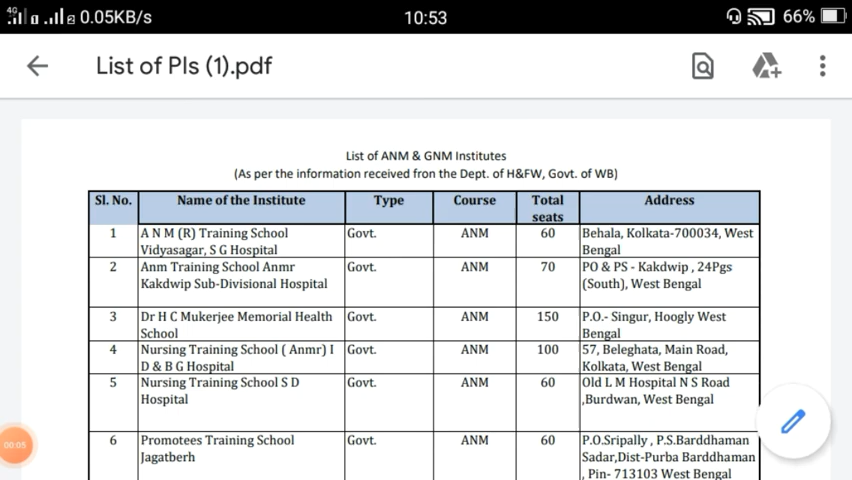 4G 0.05KB/s 10:53 66%
List of PIs (1).pdf
List of ANM & GNM Institutes
(As per the information received fron the Dept. of H&FW, Govt. of WB)
Sl. No. Name of the Institute Type Course Total seats Address
1 A N M (R) Training School Govt. ANM 60 Behala, Kolkata-700034, West
Vidyasagar, S G Hospital Bengal
2 Anm Training School Anmr Govt. ANM 70 PO & PS - Kakdwip , 24Pgs
Kakdwip Sub-Divisional Hospital (South), West Bengal
3 Dr H C Mukerjee Memorial Health Govt. ANM 150 P.O.- Singur, Hoogly West
School Bengal
4 Nursing Training School ( Anmr) I Govt. ANM 100 57, Beleghata, Main Road,
D & B G Hospital Kolkata, West Bengal
5 Nursing Training School S D Govt. ANM 60 Old L M Hospital N S Road
Hospital ,Burdwan, West Bengal
6 Promotees Training School Govt. ANM 60 P.O.Sripally , P.S.Barddhaman
Jagatberh Sadar,Dist-Purba Barddhaman
, Pin- 713103 West Bengal
00:05